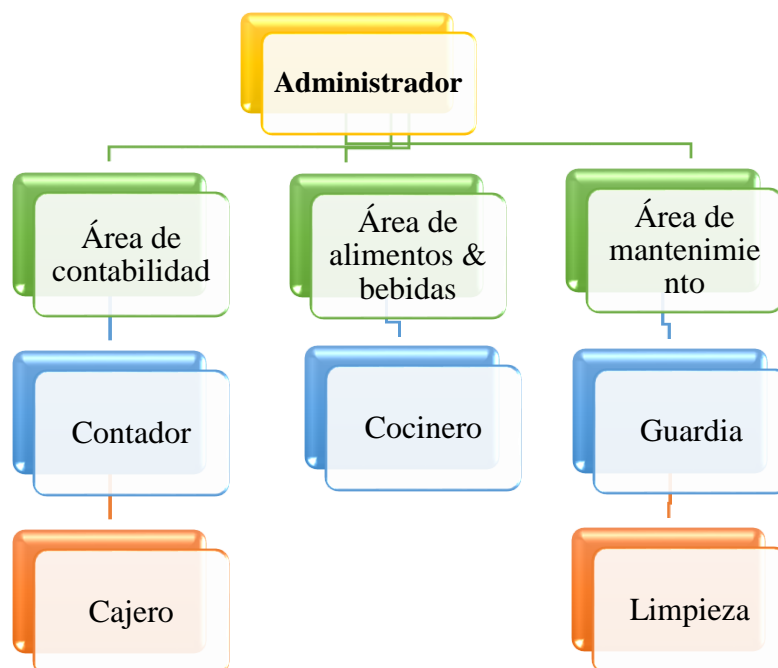 Administrador
Área de
contabilidad
Área de
alimentos &
bebidas
Área de
mantenimie
nto
Contador
Cocinero
Guardia
Cajero
Limpieza